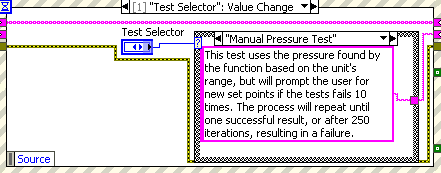 [1] "Test Selector": Value Change
Test Selector
"Manual Pressure Test"
This test uses the pressure found by
the function based on the unit's
range, but will prompt the user for
new set points if the tests fails 10
times. The process will repeat until
one successful result, or after 250
iterations, resulting in a failure.
Source